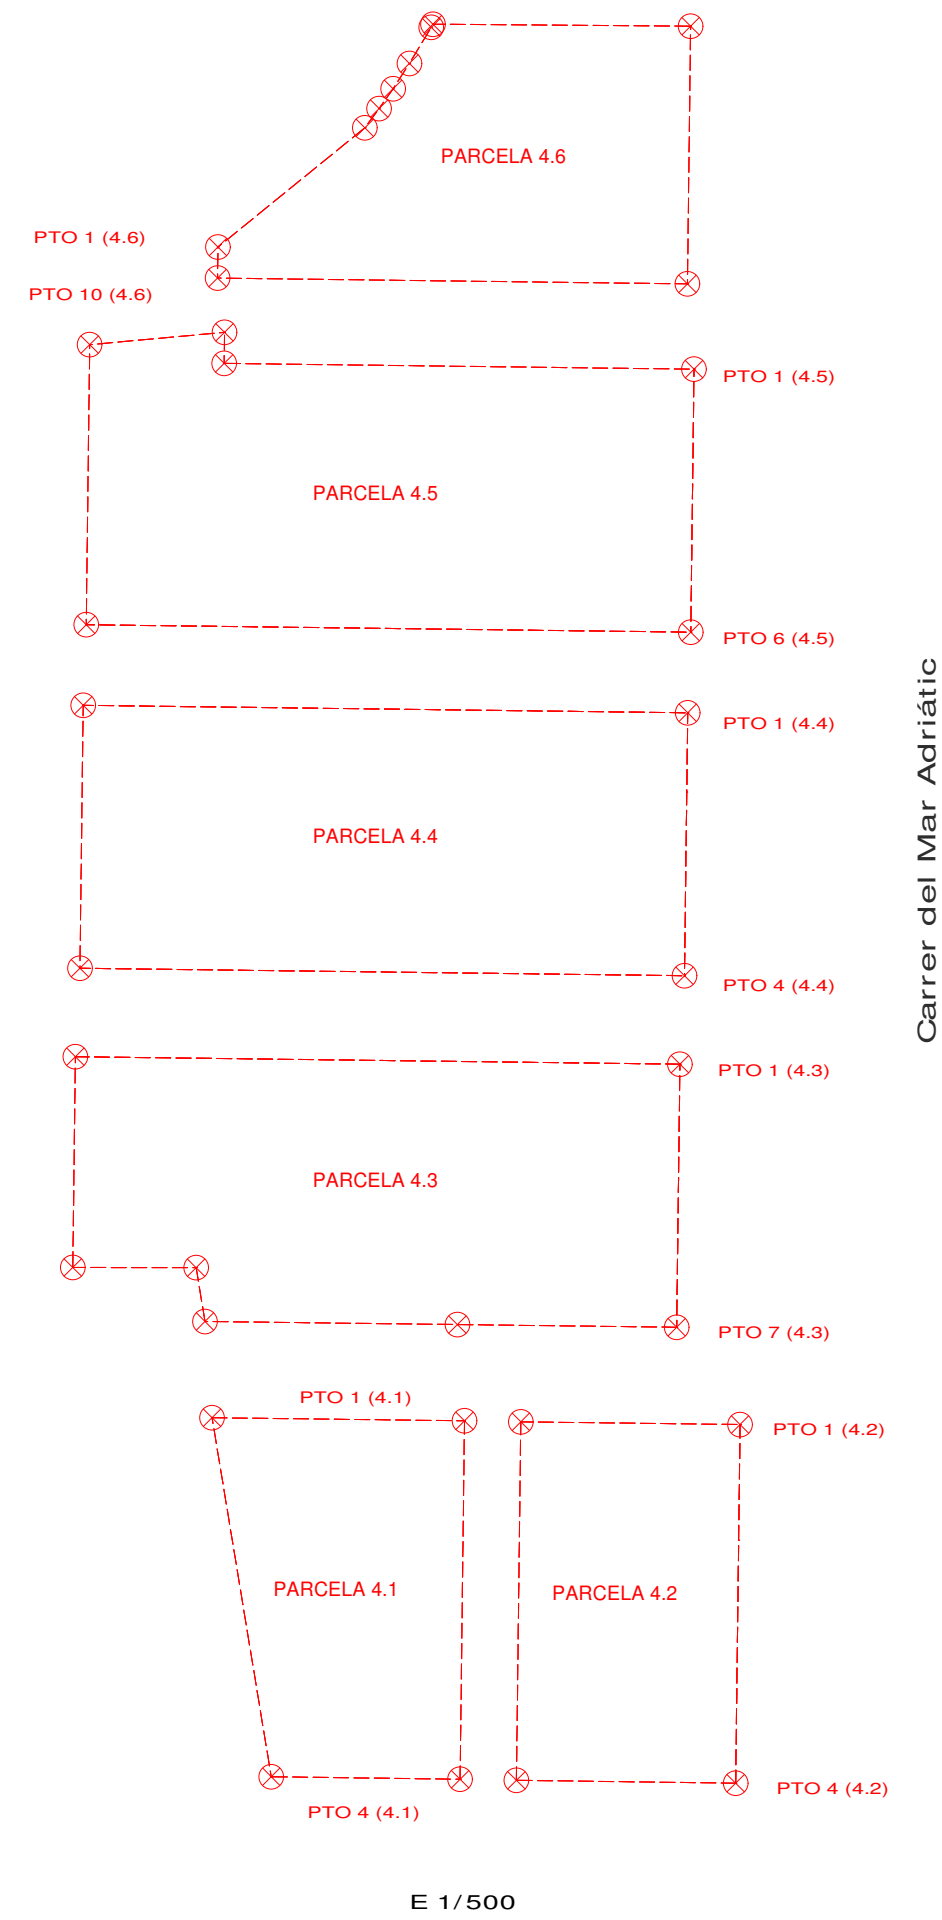 PARCELA 4.6
PTO 1 (4.6)
PTO 10 (4.6)
PTO 1 (4.5)
PARCELA 4.5
PTO 6 (4.5)
Carrer del Mar Adriátic
PTO 1 (4.4)
PARCELA 4.4
PTO 4 (4.4)
PTO 1 (4.3)
PARCELA 4.3
PTO 7 (4.3)
PTO 1 (4.1)
PTO 1 (4.2)
PARCELA 4.1
PARCELA 4.2
PTO 4 (4.1)
PTO 4 (4.2)
E 1/500